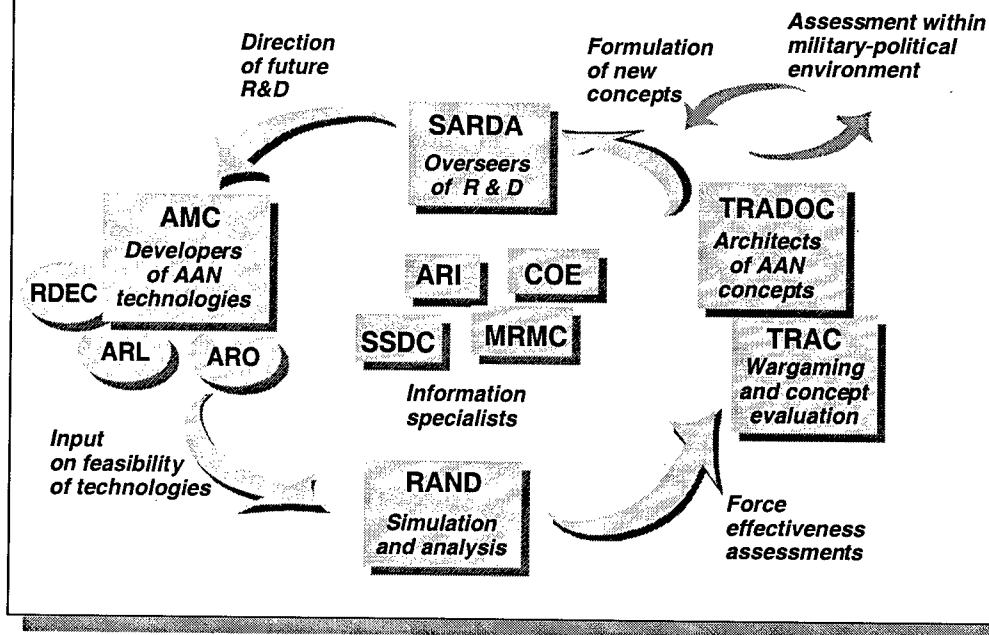 Direction
of future
R&D
Formulation
of new
concepts
Assessment within
military-political
environment
SARDA
Overseers
of R & D
AMC
Developers
of AAN
technologies
RDEC
ARL
ARO
ARI
COE
SSDC
MRMC
Information
specialists
TRADOC
Architects
of AAN
concepts
TRAC
Wargaming
and concept
evaluation
Input
on feasibility
of technologies
RAND
Simulation
and analysis
Force
effectiveness
assessments